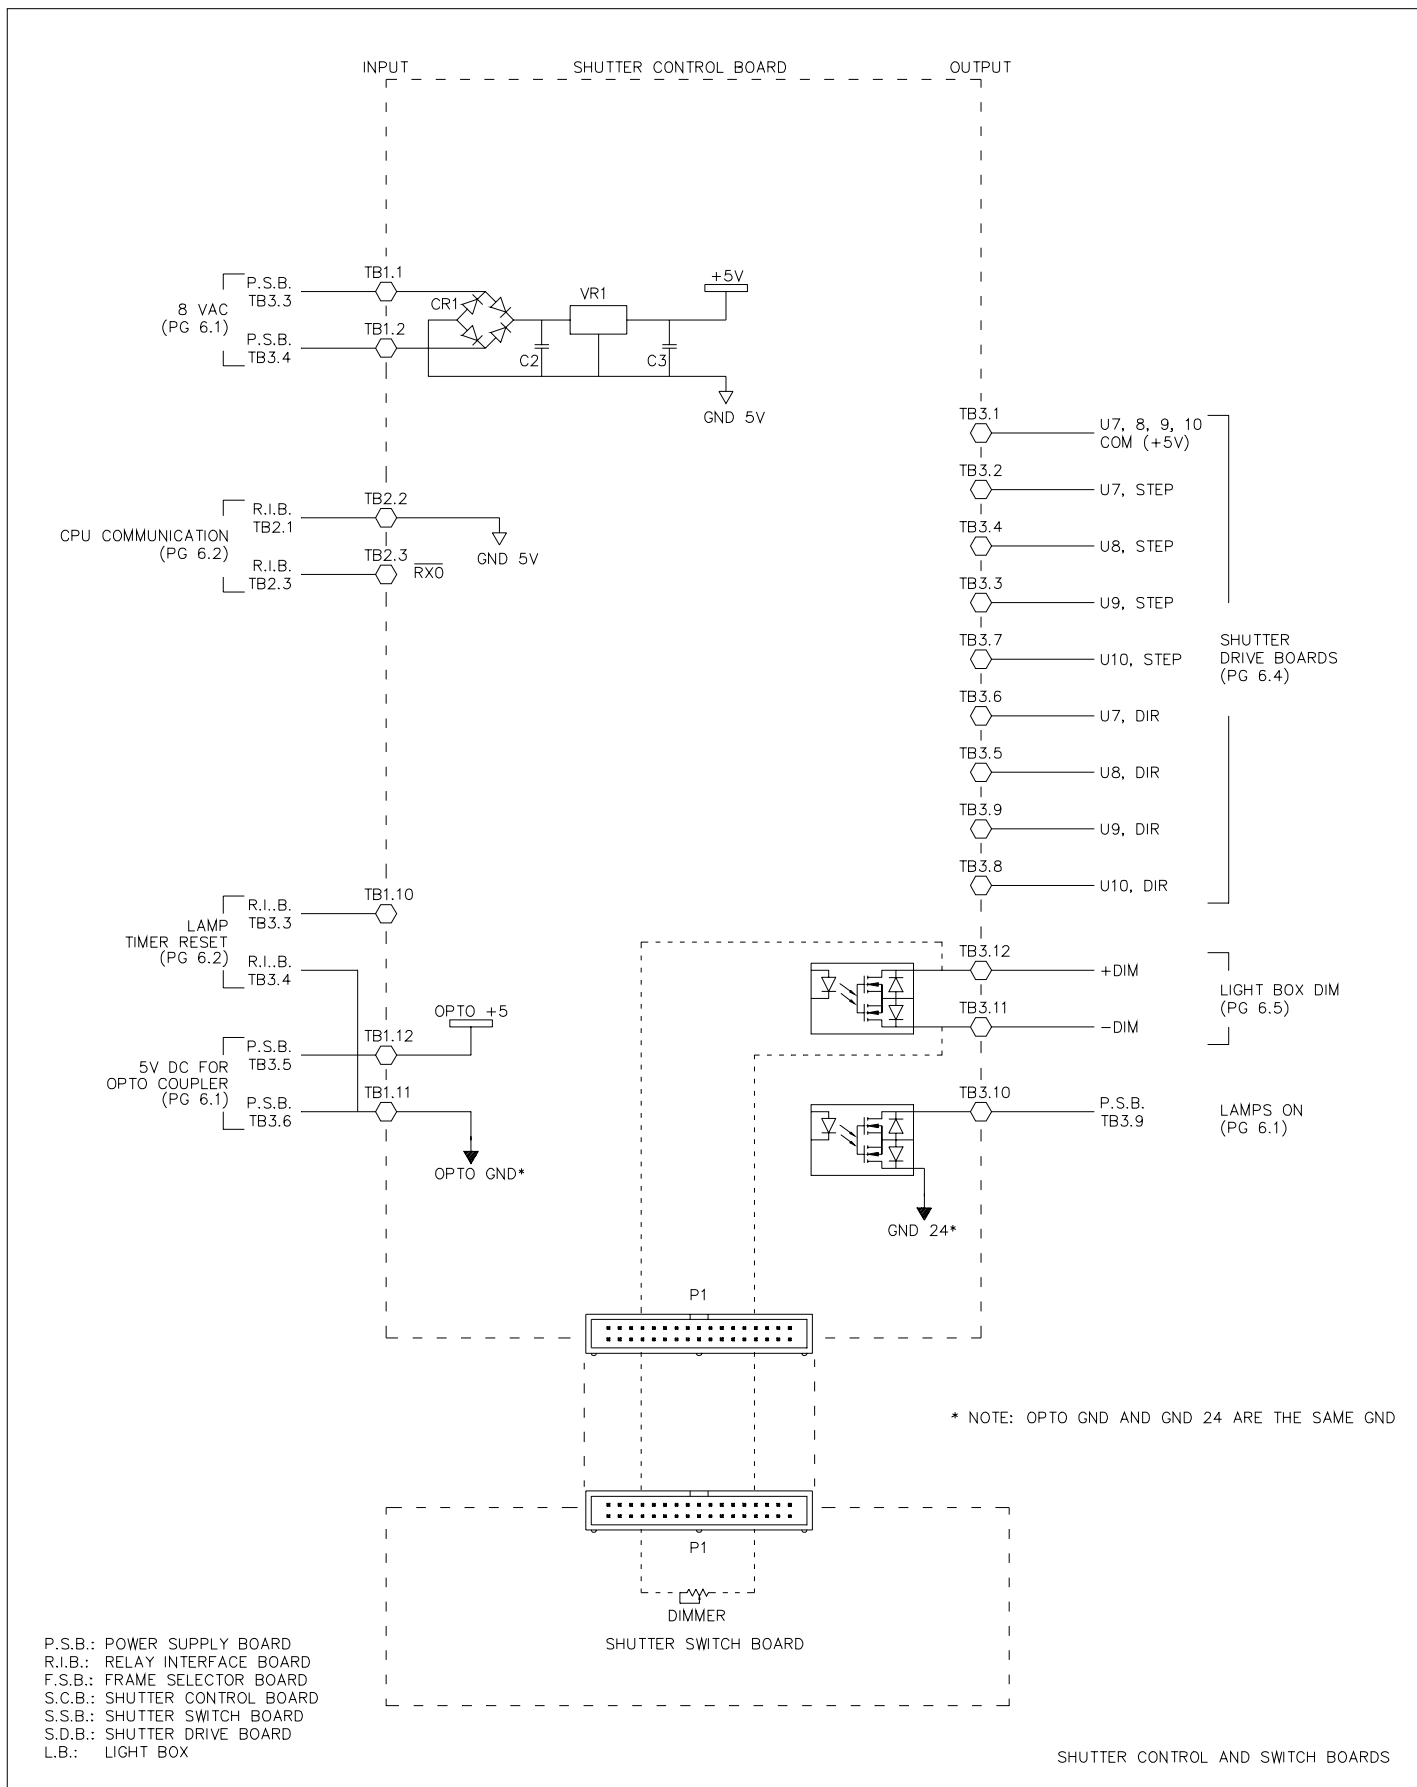 INPUT
SHUTTER CONTROL BOARD
OUTPUT
8 VAC
(PG 6.1)
P.S.B.
TB3.3
P.S.B.
TB3.4
TB1.1
TB1.2
CR1
C2
VR1
C3
+5V
GND 5V
CPU COMMUNICATION
(PG 6.2)
R.I.B.
TB2.1
R.I.B.
TB2.3
TB2.2
TB2.3
RX0
GND 5V
TB3.1
U7, 8, 9, 10
COM (+5V)
TB3.2
U7, STEP
TB3.4
U8, STEP
TB3.3
U9, STEP
TB3.7
U10, STEP
TB3.6
U7, DIR
TB3.5
U8, DIR
TB3.9
U9, DIR
TB3.8
U10, DIR
SHUTTER
DRIVE BOARDS
(PG 6.4)
LAMP
TIMER RESET
(PG 6.2)
R.I..B.
TB3.3
R.I..B.
TB3.4
TB1.10
5V DC FOR
OPTO COUPLER
(PG 6.1)
P.S.B.
TB3.5
P.S.B.
TB3.6
TB1.12
TB1.11
OPTO +5
OPTO GND*
TB3.12
+DIM
TB3.11
-DIM
LIGHT BOX DIM
(PG 6.5)
TB3.10
P.S.B.
TB3.9
LAMPS ON
(PG 6.1)
GND 24*
P1
* NOTE: OPTO GND AND GND 24 ARE THE SAME GND
P1
DIMMER
SHUTTER SWITCH BOARD
P.S.B.: POWER SUPPLY BOARD
R.I.B.: RELAY INTERFACE BOARD
F.S.B.: FRAME SELECTOR BOARD
S.C.B.: SHUTTER CONTROL BOARD
S.S.B.: SHUTTER SWITCH BOARD
S.D.B.: SHUTTER DRIVE BOARD
L.B.: LIGHT BOX
SHUTTER CONTROL AND SWITCH BOARDS